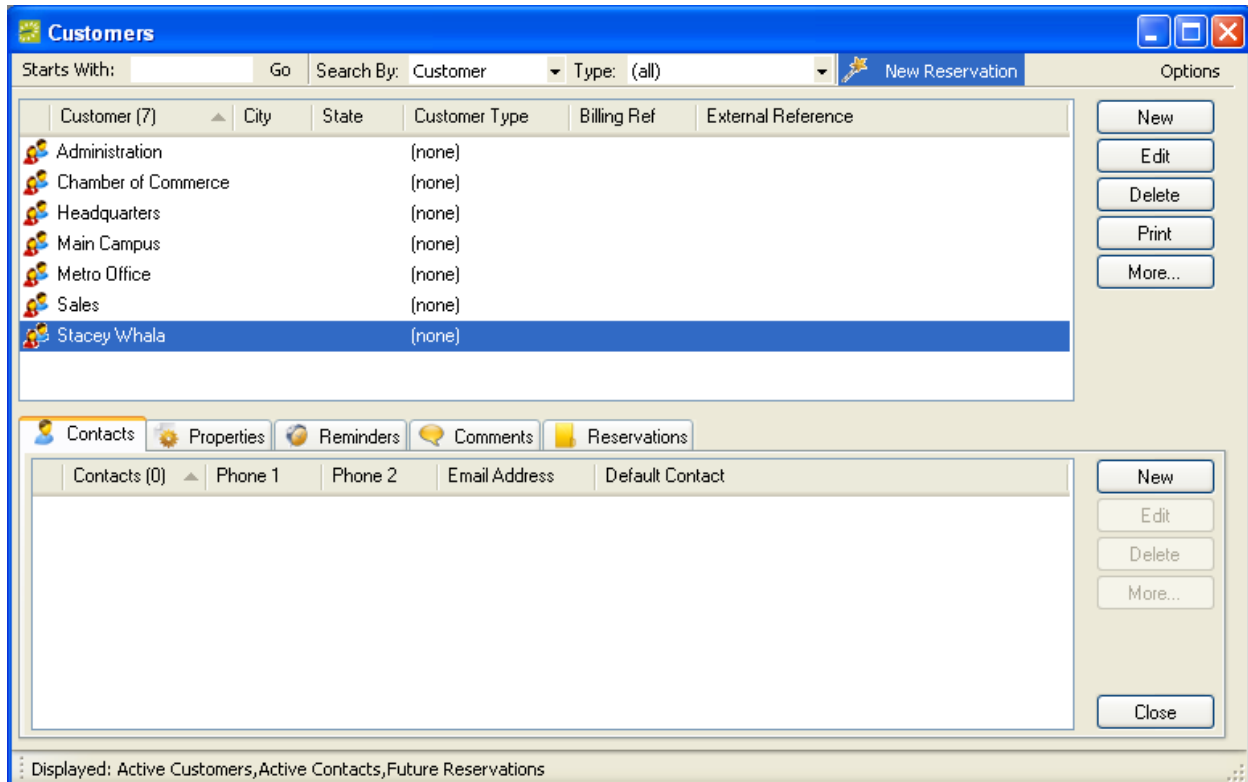 Customers
Starts With: Go Search By: Customer Type: (all) New Reservation Options
Customer (7) City State Customer Type Billing Ref External Reference
New
Administration (none)
Edit
Chamber of Commerce (none)
Delete
Headquarters (none)
Print
Main Campus (none)
More...
Metro Office (none)
Sales (none)
Stacey Whala (none)
Contacts Properties Reminders Comments Reservations
Contacts (0) Phone 1 Phone 2 Email Address Default Contact
New
Edit
Delete
More...
Close
Displayed: Active Customers,Active Contacts,Future Reservations